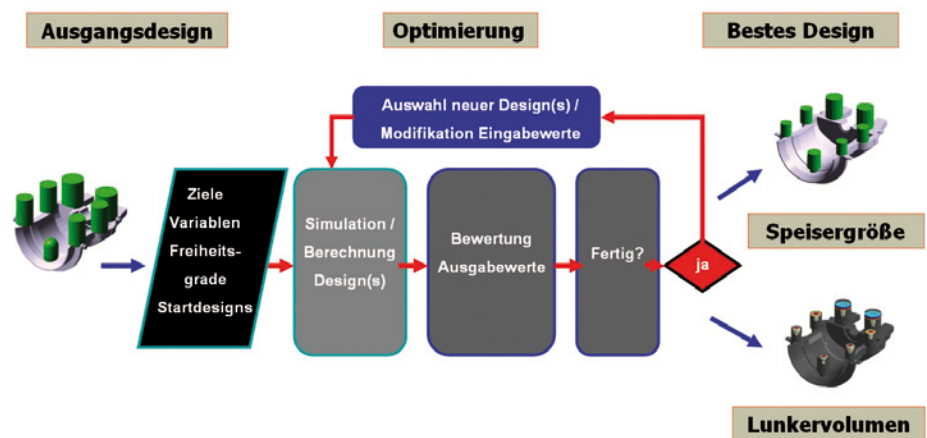 Ausgangsdesign
Optimierung
Bestes Design
Auswahl neuer Design(s) /
Modifikation Eingabewerte
Ziele
Variablen
Freiheits-
grade
Startdesigns
Simulation /
Berechnung
Design(s)
Bewertung
Ausgabewerte
Fertig?
ja
Speisergröße
Lunkervolumen